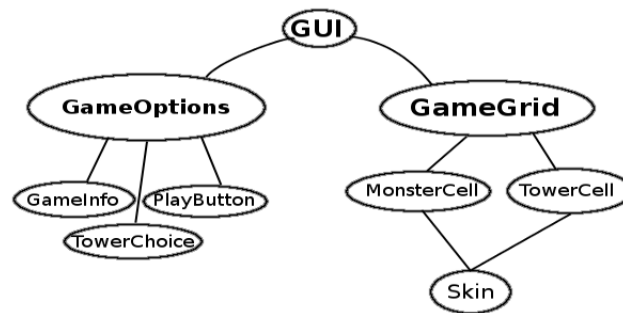 GUI
GameOptions
GameGrid
GameInfo
PlayButton
TowerChoice
MonsterCell
TowerCell
Skin